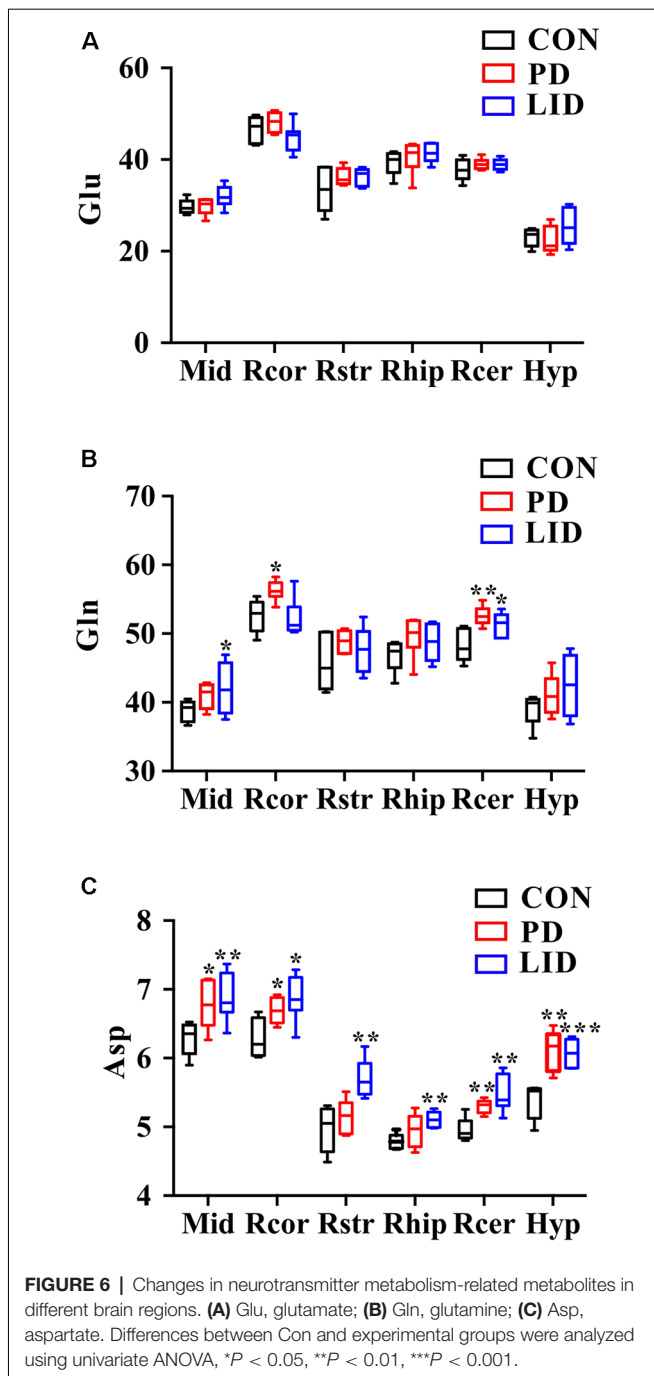 A
CON
PD
LID
60
40
20
0
Glu
Mid Rcor Rstr Rhip Rcer Hyp
B
CON
PD
LID
70
60
50
40
30
Gln
*
*
**
*
Mid Rcor Rstr Rhip Rcer Hyp
C
CON
PD
LID
8
7
6
5
4
Asp
*
**
*
*
**
**
**
**
**
***
Mid Rcor Rstr Rhip Rcer Hyp
FIGURE 6 | Changes in neurotransmitter metabolism-related metabolites in
different brain regions. (A) Glu, glutamate; (B) Gln, glutamine; (C) Asp,
aspartate. Differences between Con and experimental groups were analyzed
using univariate ANOVA, *P < 0.05, **P < 0.01, ***P < 0.001.